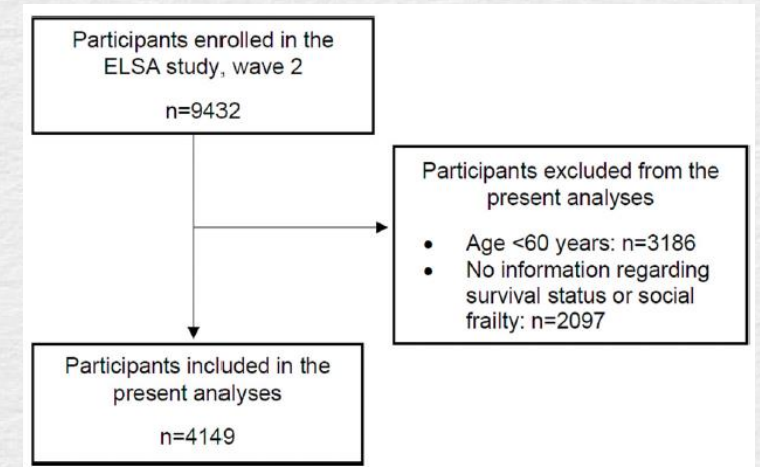 Participants enrolled in the
ELSA study, wave 2
n=9432
Participants excluded from the
present analyses
• Age <60 years: n=3186
• No information regarding
survival status or social
frailty: n=2097
Participants included in the
present analyses
n=4149